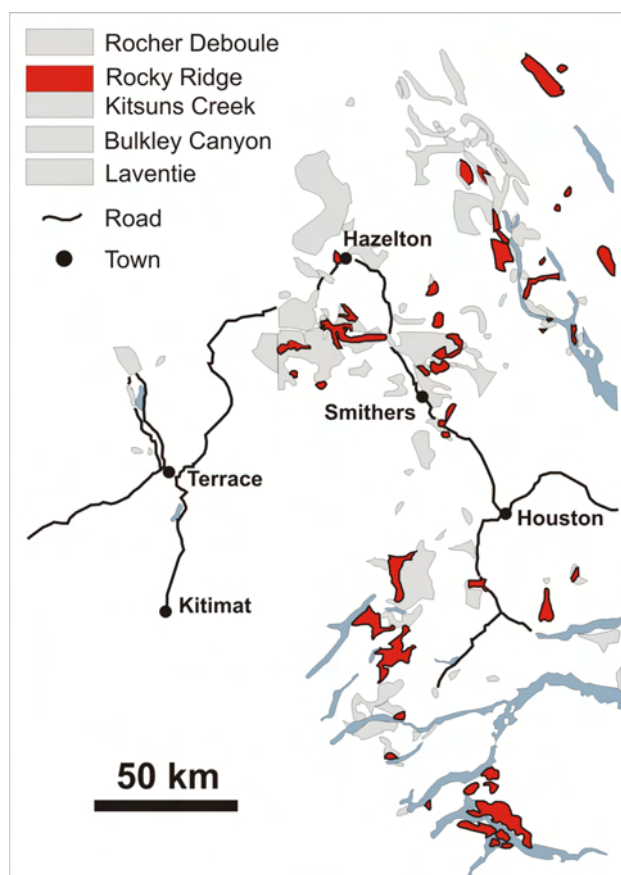 Rocher Deboule
Rocky Ridge
Kitsuns Creek
Bulkley Canyon
Laventie
Road
Town
Hazelton
Smithers
Terrace
Houston
Kitimat
50 km